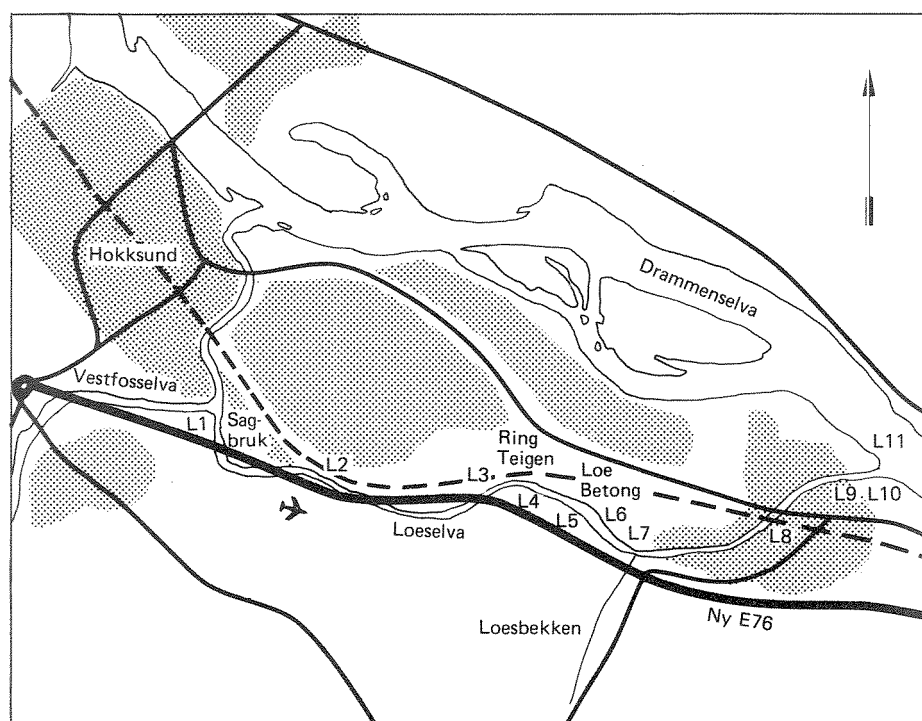 Hokksund
Drammenselva
Vestfosselva
L1
Sag-
bruk
L2
L3
Ring
Teigen
Loe
Betong
L4
L5
L6
L7
L8
L9
L10
L11
Loeselva
Loesbekken
Ny E76